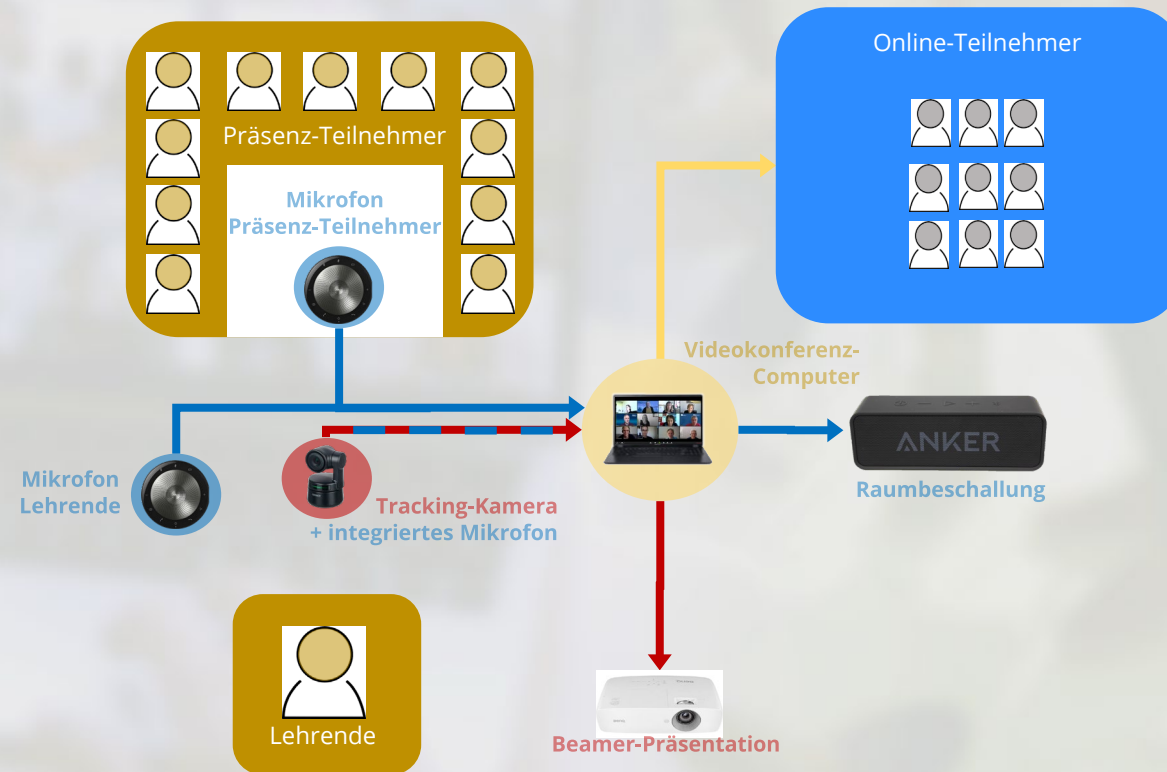 Online-Teilnehmer
Präsenz-Teilnehmer
Mikrofon
Präsenz-Teilnehmer
Videokonferenz-
Computer
ANKER
Raumbeschallung
Mikrofon
Lehrende
Tracking-Kamera
+ integriertes Mikrofon
Lehrende
Beamer-Präsentation